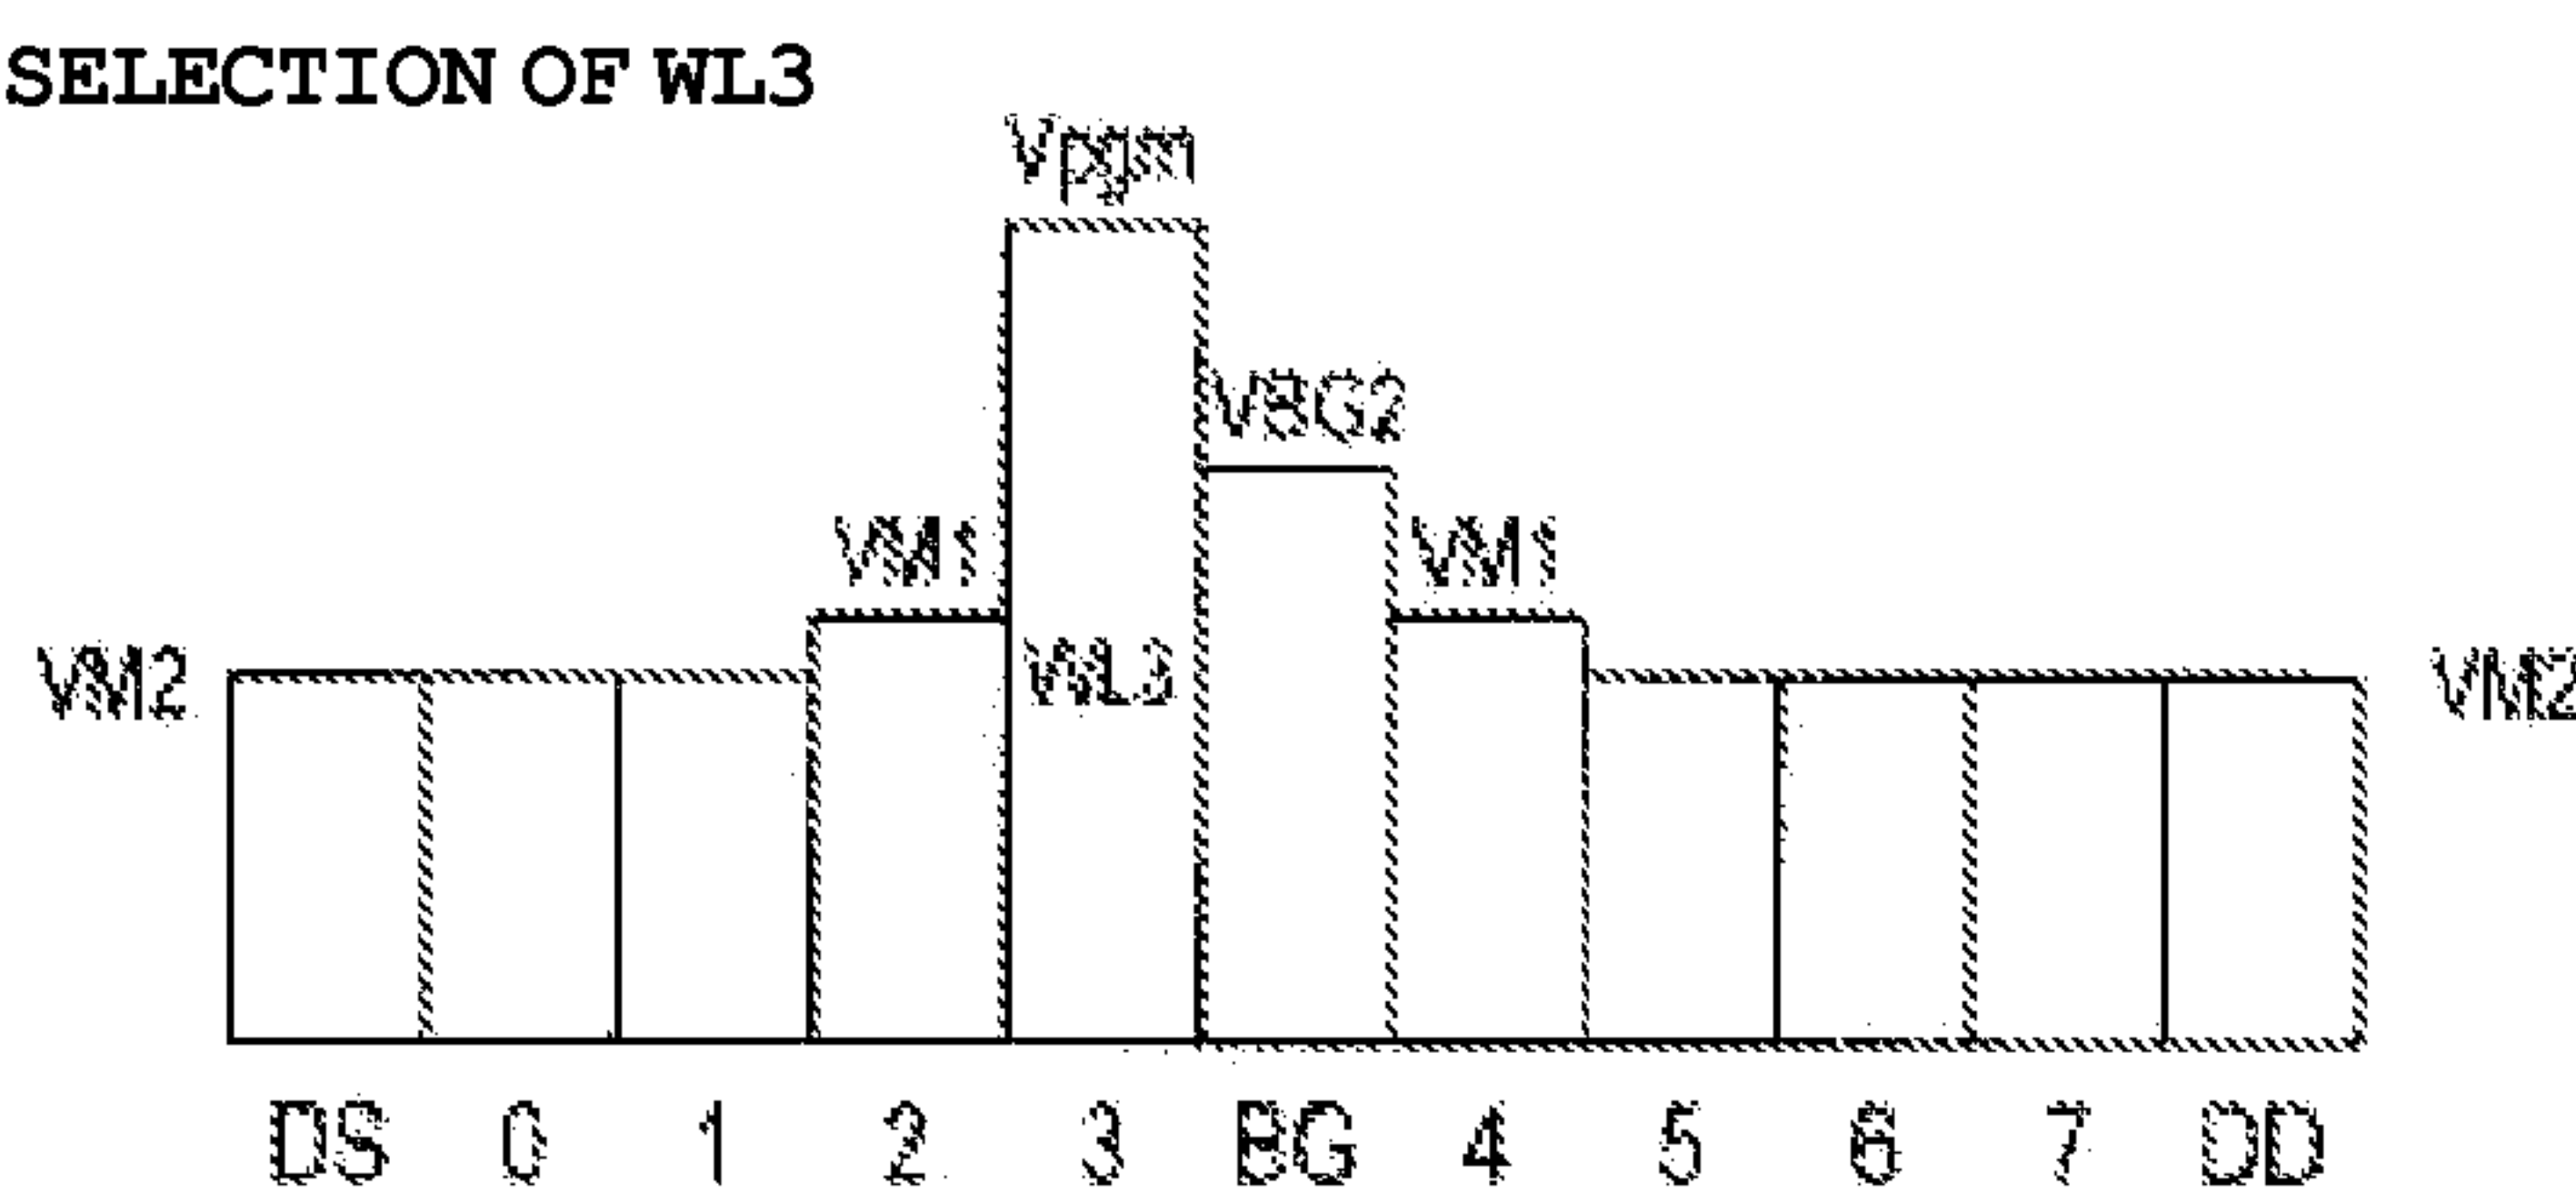 SELECTION OF WL3
Vpgm
VBG2
VM1 VM1
VM2 WL3 VM2
DS 0 1 2 3 BG 4 5 6 7 DD